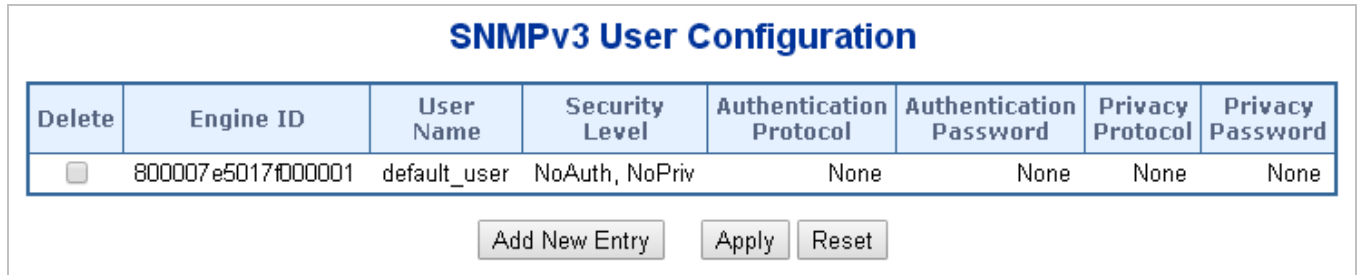 SNMPv3 User Configuration
Delete Engine ID User Name Security Level Authentication Protocol Authentication Password Privacy Protocol Privacy Password
800007e5017f000001 default_user NoAuth, NoPriv None None None None
Add New Entry Apply Reset